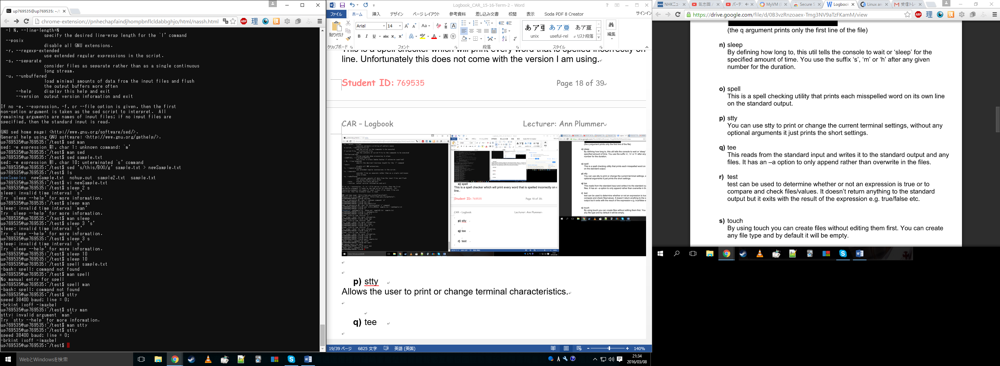 up769535@up769535: ~/t
chrome-extension://pnhechapfaindjhompbnflcldabbghjo/html/nassh.html
-l N, --line-length=N
specify the desired line-wrap length for the `l' command
--posix
disable all GNU extensions.
-r, --regexp-extended
use extended regular expressions in the script.
-s, --separate
consider files as separate rather than as a single continuous
long stream.
-u, --unbuffered
load minimal amounts of data from the input files and flush
the output buffers more often
--help     display this help and exit
--version  output version information and exit
If no -e, --expression, -f, or --file option is given, then the first
non-option argument is taken as the sed script to interpret.  All
remaining arguments are names of input files; if no input files are
specified, then the standard input is read.
GNU sed home page: <http://www.gnu.org/software/sed/>.
General help using GNU software: <http://www.gnu.org/gethelp/>.
up769535@up769535:~/test$ sed man
sed: -e expression #1, char 1: unknown command: `m'
up769535@up769535:~/test$ man sed
up769535@up769535:~/test$ sed sample.txt
sed: -e expression #1, char 10: unterminated `s' command
up769535@up769535:~/test$ sed 's/this/BOO/g' sample.txt > newSample.txt
up769535@up769535:~/test$ ls
newSamples  newSample.txt  nohup.out  sample2.txt  sample.txt
up769535@up769535:~/test$ vi newSample.txt
up769535@up769535:~/test$ sleep 2 s
sleep: invalid time interval `s'
Try `sleep --help' for more information.
up769535@up769535:~/test$ sleep man
sleep: invalid time interval `man'
Try `sleep --help' for more information.
up769535@up769535:~/test$ man sleep
up769535@up769535:~/test$ sleep 3 's'
sleep: invalid time interval `s'
Try `sleep --help' for more information.
up769535@up769535:~/test$ sleep 3 s
sleep: invalid time interval `s'
Try `sleep --help' for more information.
up769535@up769535:~/test$ sleep 10
up769535@up769535:~/test$ sleep 10
up769535@up769535:~/test$ spell sample.txt
-bash: spell: command not found
up769535@up769535:~/test$ man spell
No manual entry for spell
up769535@up769535:~/test$ spell man
-bash: spell: command not found
up769535@up769535:~/test$ stty
speed 38400 baud; line = 0;
-brkint ixoff -imaxbel
up769535@up769535:~/test$ stty man
stty: invalid argument `man'
Try `stty --help' for more information.
up769535@up769535:~/test$ man stty
up769535@up769535:~/test$ stty
speed 38400 baud; line = 0;
-brkint ixoff -imaxbel
up769535@up769535:~/test$
WebとWindowsを検索
Logbook_CAR_15-16-Term-2 - Word
ファイル ホーム 挿入 デザイン ページ レイアウト 参考資料 差し込み文書 校閲 表示 Soda PDF 8 Creator サインイン
貼り付け
Arial 14
あア亜 あア亜 あア亜
unix useful-rel リスト段落
編集
クリップボード フォント 段落 スタイル
This is a spell checker which will print every word that is spelled incorrectly on
line. Unfortunately this does not come with the version I am using.
Student ID: 769535 Page 18 of 39
CAR – Logbook Lecturer: Ann Plummer
o) spell
This is a spell checker which will print every word that is spelled incorrectly on
line.
Student ID: 769535 Page 18 of 39
CAR – Logbook Lecturer: Ann Plummer
p) stty
q) tee
r) test
p) stty
Allows the user to print or change terminal characteristics.
q) tee
19/39 ページ 6825 文字 英語 (英国) 140%
21:34
2016/03/08
NHKニュー 氣志團 / パーテ MyVM ( Secure S Logbook Linux an 受信トレ
https://drive.google.com/file/d/0B3vzRnzoaex-Tmg3NV9aTzFKamM/view
(the q argument prints only the first line of the file)
n) sleep
By defining how long to, this util tells the console to wait or ‘sleep’ for the
specified amount of time. You use the suffix ‘s’, ‘m’ or ‘h’ after any given
number for the duration.
o) spell
This is a spell checking utility that prints each misspelled word on its own line
on the standard output.
p) stty
You can use stty to print or change the current terminal settings, without any
optional arguments it just prints the short settings.
q) tee
This reads from the standard input and writes it to the standard output and any
files. It has an –a option to only append rather than overwrite in the files.
r) test
test can be used to determine whether or not an expression is true or to
compare and check files/values. It doesn’t return anything to the standard
output but it exits with the result of the expression e.g. true/false etc.
s) touch
By using touch you can create files without editing them first. You can create
any file type and by default it will be empty.